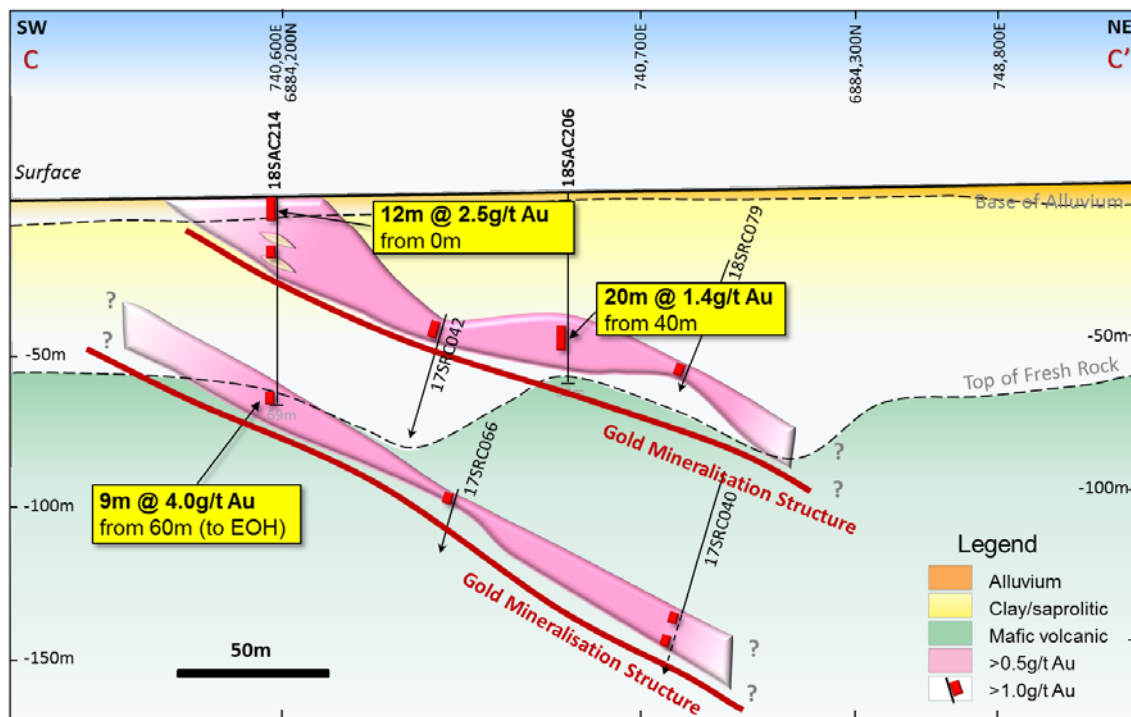 SW
C
740,600E
6884,200N
740,700E
6884,300N
748,800E
NE
C'
18SAC214
18SAC206
Surface
12m @ 2.5g/t Au
from 0m
18SRC079
Base of Alluvium
20m @ 1.4g/t Au
from 40m
?
?
17SRC042
-50m
-50m
Top of Fresh Rock
69m
9m @ 4.0g/t Au
from 60m (to EOH)
17SRC066
Gold Mineralisation Structure
?
?
17SRC040
-100m
-100m
Gold Mineralisation Structure
?
?
-150m
50m
Legend
Alluvium
Clay/saprolitic
Mafic volcanic
>0.5g/t Au
>1.0g/t Au